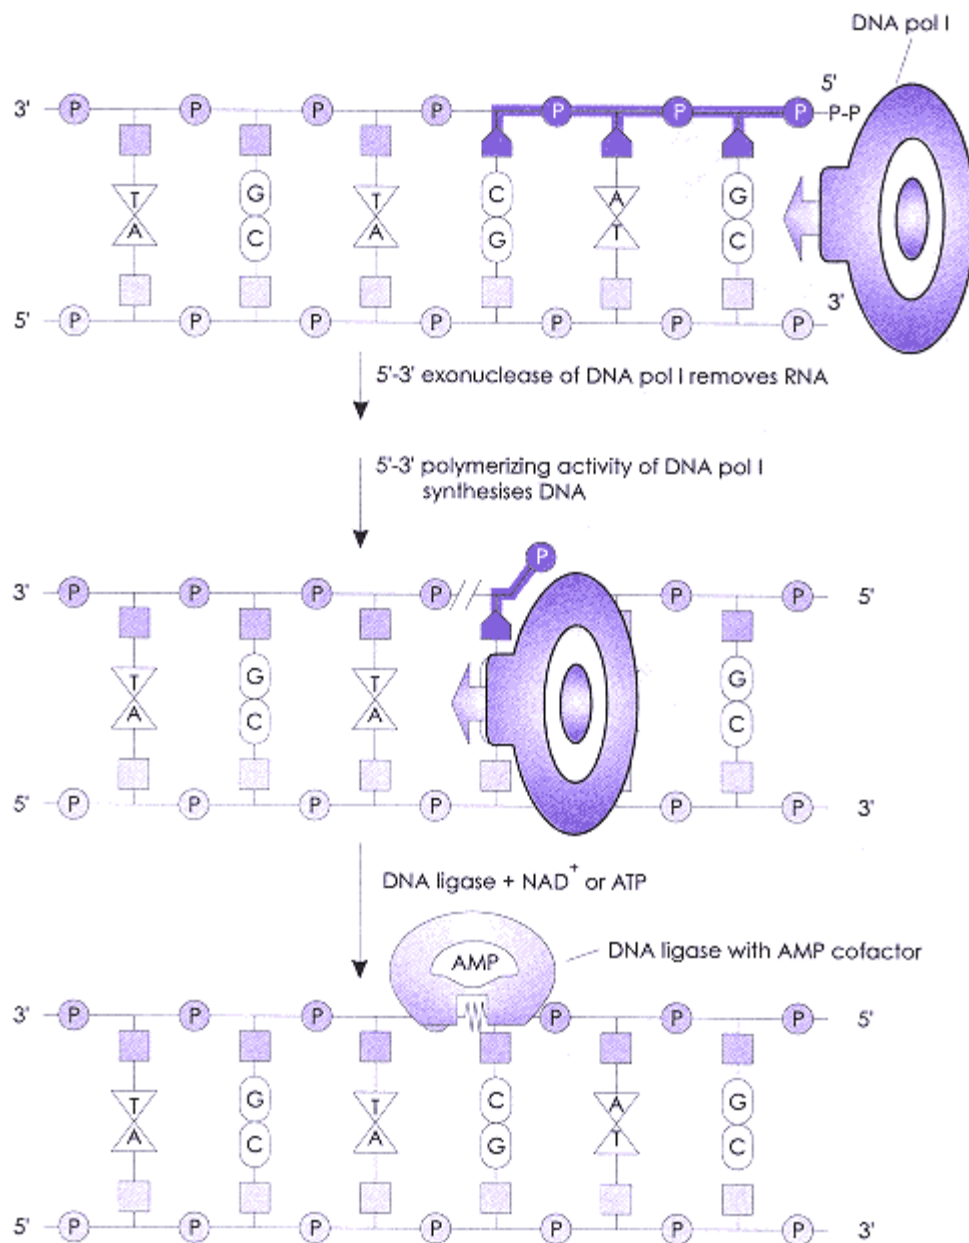 DNA pol I
5'
3' P P P P P P P P-P
T G T C A G
A C A G T C
3'
5' P P P P P P P
5'-3' exonuclease of DNA pol I removes RNA
5'-3' polymerizing activity of DNA pol I
synthesises DNA
P
3' P P P P P P 5'
T G T G
A C A C
5' P P P P P P 3'
DNA ligase + NAD+ or ATP
DNA ligase with AMP cofactor
AMP
3' P P P P P P 5'
T G T C A G
A C A G T C
5' P P P P P P P 3'